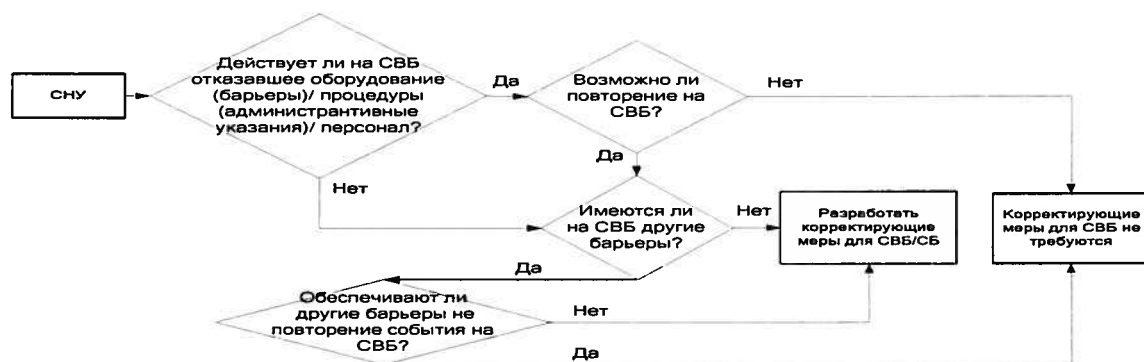 СНУ
Действует ли на СВБ
отказавшее оборудование
(барьеры)/ процедуры
(администрантивные
указания)/ персонал?
Да
Возможно ли
повторение на
СВБ?
Нет
Да
Нет
Имеются ли
на СВБ другие
барьеры?
Нет
Разработать
корректирующие
меры для СВБ/СБ
Корректирующие
меры для СВБ не
требуются
Да
Обеспечивают ли
другие барьеры не
повторение события на
СВБ?
Нет
Да